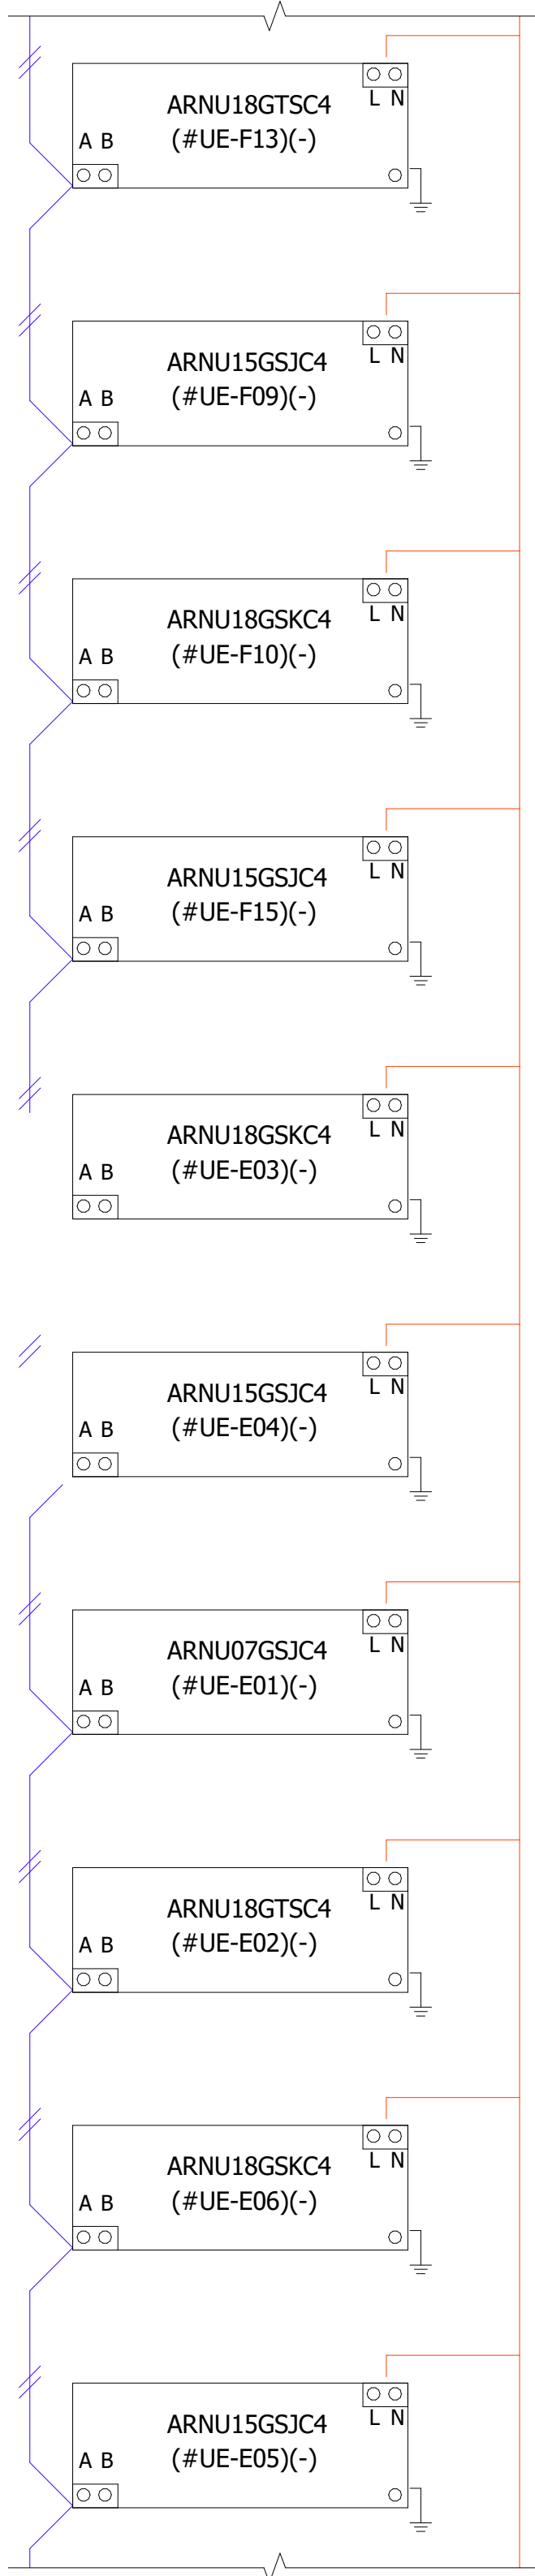 L N
ARNU18GTSC4
(#UE-F13)(-)
A B
L N
ARNU15GSJC4
(#UE-F09)(-)
A B
L N
ARNU18GSKC4
(#UE-F10)(-)
A B
L N
ARNU15GSJC4
(#UE-F15)(-)
A B
L N
ARNU18GSKC4
(#UE-E03)(-)
A B
L N
ARNU15GSJC4
(#UE-E04)(-)
A B
L N
ARNU07GSJC4
(#UE-E01)(-)
A B
L N
ARNU18GTSC4
(#UE-E02)(-)
A B
L N
ARNU18GSKC4
(#UE-E06)(-)
A B
L N
ARNU15GSJC4
(#UE-E05)(-)
A B